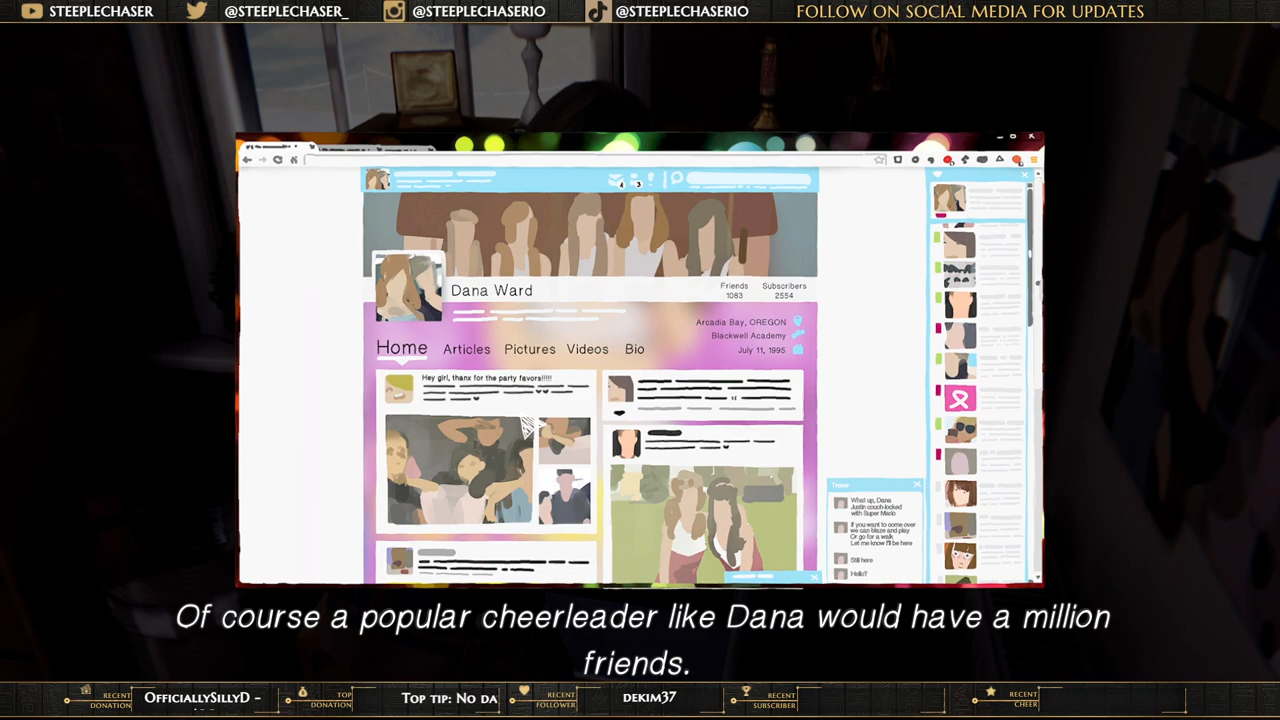 STEEPLECHASER
@STEEPLECHASER_
@STEEPLECHASERIO
@STEEPLECHASERIO
FOLLOW ON SOCIAL MEDIA FOR UPDATES
4
3
Dana Ward
Friends
1083
Subscribers
2554
Arcadia Bay, OREGON
Blackwell Academy
July 11, 1995
Home
Articles
Pictures
Videos
Bio
Hey girl, thanx for the party favors!!!!!
Trevor
What up, Dana
Justin couch-locked
with Super Mario
If you want to come over
we can blaze and play
Or go for a walk
Let me know I'll be here
Still here
Hello?
Of course a popular cheerleader like Dana would have a million
friends.
RECENT
DONATION
OFFICIALLYSILLYD –
TOP
DONATION
TOP TIP: NO DA
RECENT
FOLLOWER
DEKIM37
RECENT
SUBSCRIBER
RECENT
CHEER